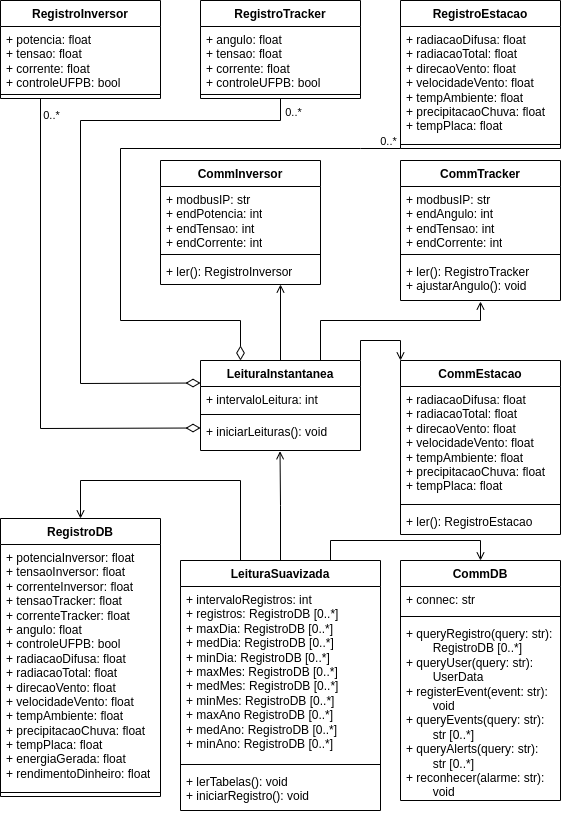 RegistroInversor
+ potencia: float
+ tensao: float
+ corrente: float
+ controleUFPB: bool
RegistroTracker
+ angulo: float
+ tensao: float
+ corrente: float
+ controleUFPB: bool
RegistroEstacao
+ radiacaoDifusa: float
+ radiacaoTotal: float
+ direcaoVento: float
+ velocidadeVento: float
+ tempAmbiente: float
+ precipitacaoChuva: float
+ tempPlaca: float
0..*
0..*
0..*
CommInversor
+ modbusIP: str
+ endPotencia: int
+ endTensao: int
+ endCorrente: int
+ ler(): RegistroInversor
CommTracker
+ modbusIP: str
+ endAngulo: int
+ endTensao: int
+ endCorrente: int
+ ler(): RegistroTracker
+ ajustarAngulo(): void
LeituraInstantanea
+ intervaloLeitura: int
+ iniciarLeituras(): void
CommEstacao
+ radiacaoDifusa: float
+ radiacaoTotal: float
+ direcaoVento: float
+ velocidadeVento: float
+ tempAmbiente: float
+ precipitacaoChuva: float
+ tempPlaca: float
+ ler(): RegistroEstacao
RegistroDB
+ potenciaInversor: float
+ tensaoInversor: float
+ correnteInversor: float
+ tensaoTracker: float
+ correnteTracker: float
+ angulo: float
+ controleUFPB: bool
+ radiacaoDifusa: float
+ radiacaoTotal: float
+ direcaoVento: float
+ velocidadeVento: float
+ tempAmbiente: float
+ precipitacaoChuva: float
+ tempPlaca: float
+ energiaGerada: float
+ rendimentoDinheiro: float
LeituraSuavizada
+ intervaloRegistros: int
+ registros: RegistroDB [0..*]
+ maxDia: RegistroDB [0..*]
+ medDia: RegistroDB [0..*]
+ minDia: RegistroDB [0..*]
+ maxMes: RegistroDB [0..*]
+ medMes: RegistroDB [0..*]
+ minMes: RegistroDB [0..*]
+ maxAno RegistroDB [0..*]
+ medAno: RegistroDB [0..*]
+ minAno: RegistroDB [0..*]
+ lerTabelas(): void
+ iniciarRegistro(): void
CommDB
+ connec: str
+ queryRegistro(query: str):
RegistroDB [0..*]
+ queryUser(query: str):
UserData
+ registerEvent(event: str):
void
+ queryEvents(query: str):
str [0..*]
+ queryAlerts(query: str):
str [0..*]
+ reconhecer(alarme: str):
void